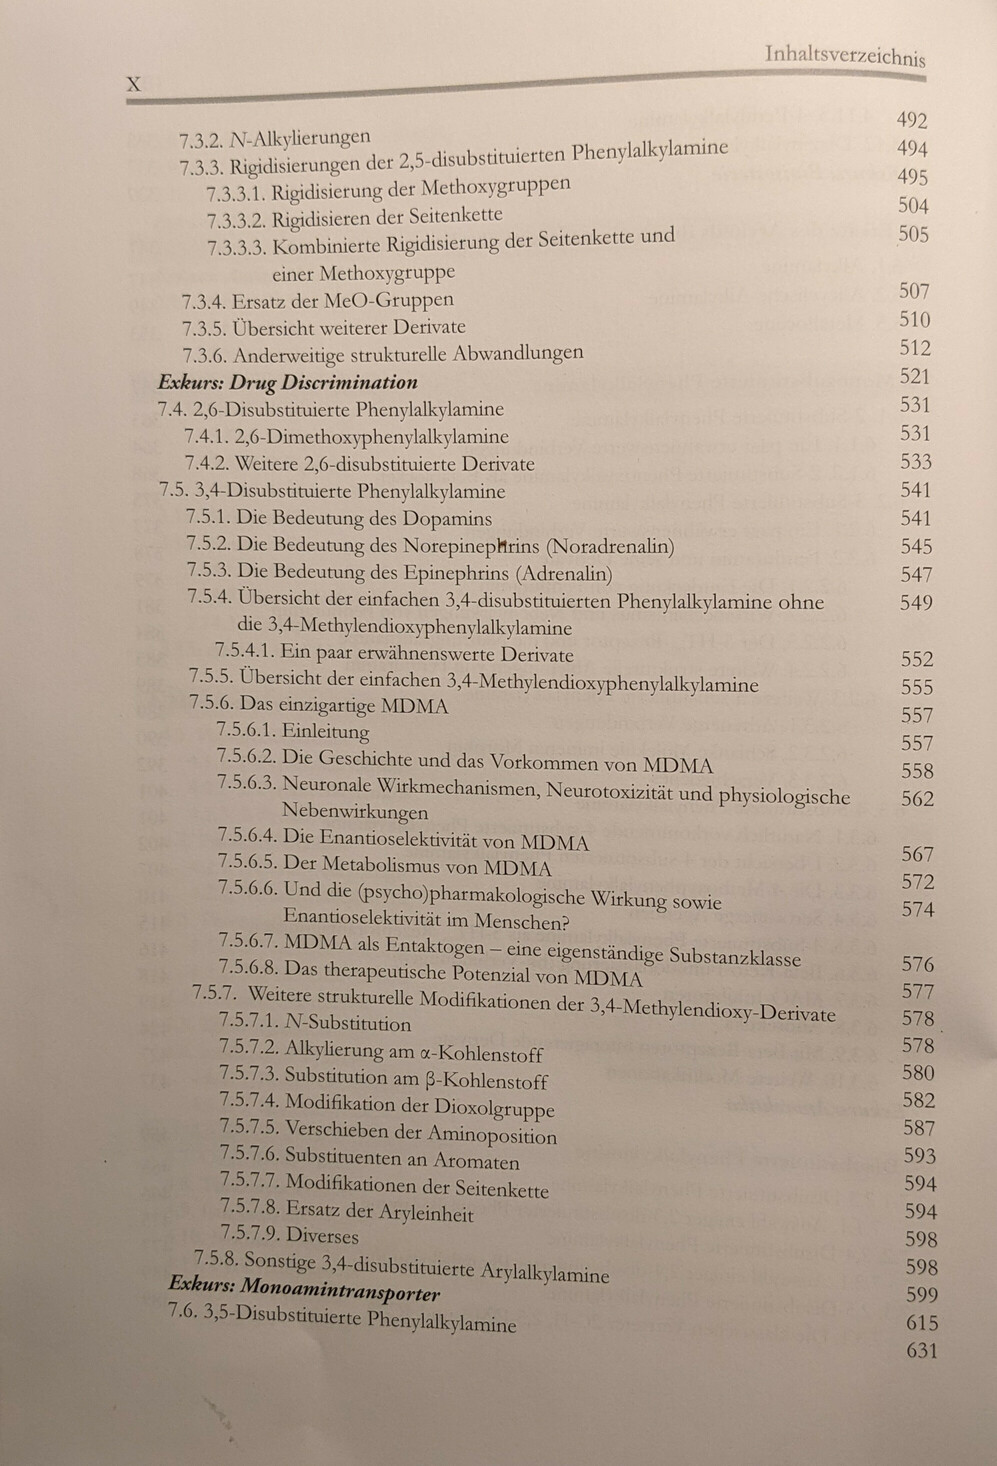 X Inhaltsverzeichnis
7.3.2. N-Alkylierungen 492
7.3.3. Rigidisierungen der 2,5-disubstituierten Phenylalkylamine 494
7.3.3.1. Rigidisierung der Methoxygruppen 495
7.3.3.2. Rigidisieren der Seitenkette 504
7.3.3.3. Kombinierte Rigidisierung der Seitenkette und 505
einer Methoxygruppe
7.3.4. Ersatz der MeO-Gruppen 507
7.3.5. Übersicht weiterer Derivate 510
7.3.6. Anderweitige strukturelle Abwandlungen 512
Exkurs: Drug Discrimination 521
7.4. 2,6-Disubstituierte Phenylalkylamine 531
7.4.1. 2,6-Dimethoxyphenylalkylamine 531
7.4.2. Weitere 2,6-disubstituierte Derivate 533
7.5. 3,4-Disubstituierte Phenylalkylamine 541
7.5.1. Die Bedeutung des Dopamins 541
7.5.2. Die Bedeutung des Norepinephrins (Noradrenalin) 545
7.5.3. Die Bedeutung des Epinephrins (Adrenalin) 547
7.5.4. Übersicht der einfachen 3,4-disubstituierten Phenylalkylamine ohne 549
die 3,4-Methylendioxyphenylalkylamine
7.5.4.1. Ein paar erwähnenswerte Derivate 552
7.5.5. Übersicht der einfachen 3,4-Methylendioxyphenylalkylamine 555
7.5.6. Das einzigartige MDMA 557
7.5.6.1. Einleitung 557
7.5.6.2. Die Geschichte und das Vorkommen von MDMA 558
7.5.6.3. Neuronale Wirkmechanismen, Neurotoxizität und physiologische 562
Nebenwirkungen
7.5.6.4. Die Enantioselektivität von MDMA 567
7.5.6.5. Der Metabolismus von MDMA 572
7.5.6.6. Und die (psycho)pharmakologische Wirkung sowie 574
Enantioselektivität im Menschen?
7.5.6.7. MDMA als Entaktogen – eine eigenständige Substanzklasse 576
7.5.6.8. Das therapeutische Potenzial von MDMA 577
7.5.7. Weitere strukturelle Modifikationen der 3,4-Methylendioxy-Derivate 578
7.5.7.1. N-Substitution 578
7.5.7.2. Alkylierung am α-Kohlenstoff 580
7.5.7.3. Substitution am β-Kohlenstoff 582
7.5.7.4. Modifikation der Dioxolgruppe 587
7.5.7.5. Verschieben der Aminoposition 593
7.5.7.6. Substituenten an Aromaten 594
7.5.7.7. Modifikationen der Seitenkette 594
7.5.7.8. Ersatz der Aryleinheit 598
7.5.7.9. Diverses 598
7.5.8. Sonstige 3,4-disubstituierte Arylalkylamine 599
Exkurs: Monoamintransporter 615
7.6. 3,5-Disubstituierte Phenylalkylamine 631